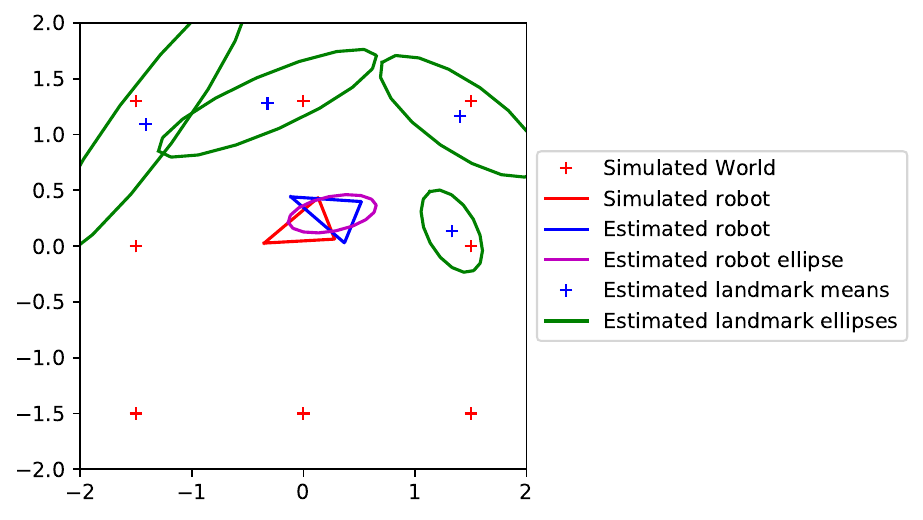 2.0
1.5
1.0
0.5
0.0
−0.5
−1.0
−1.5
−2.0
−2
−1
0
1
2
Simulated World
Simulated robot
Estimated robot
Estimated robot ellipse
Estimated landmark means
Estimated landmark ellipses